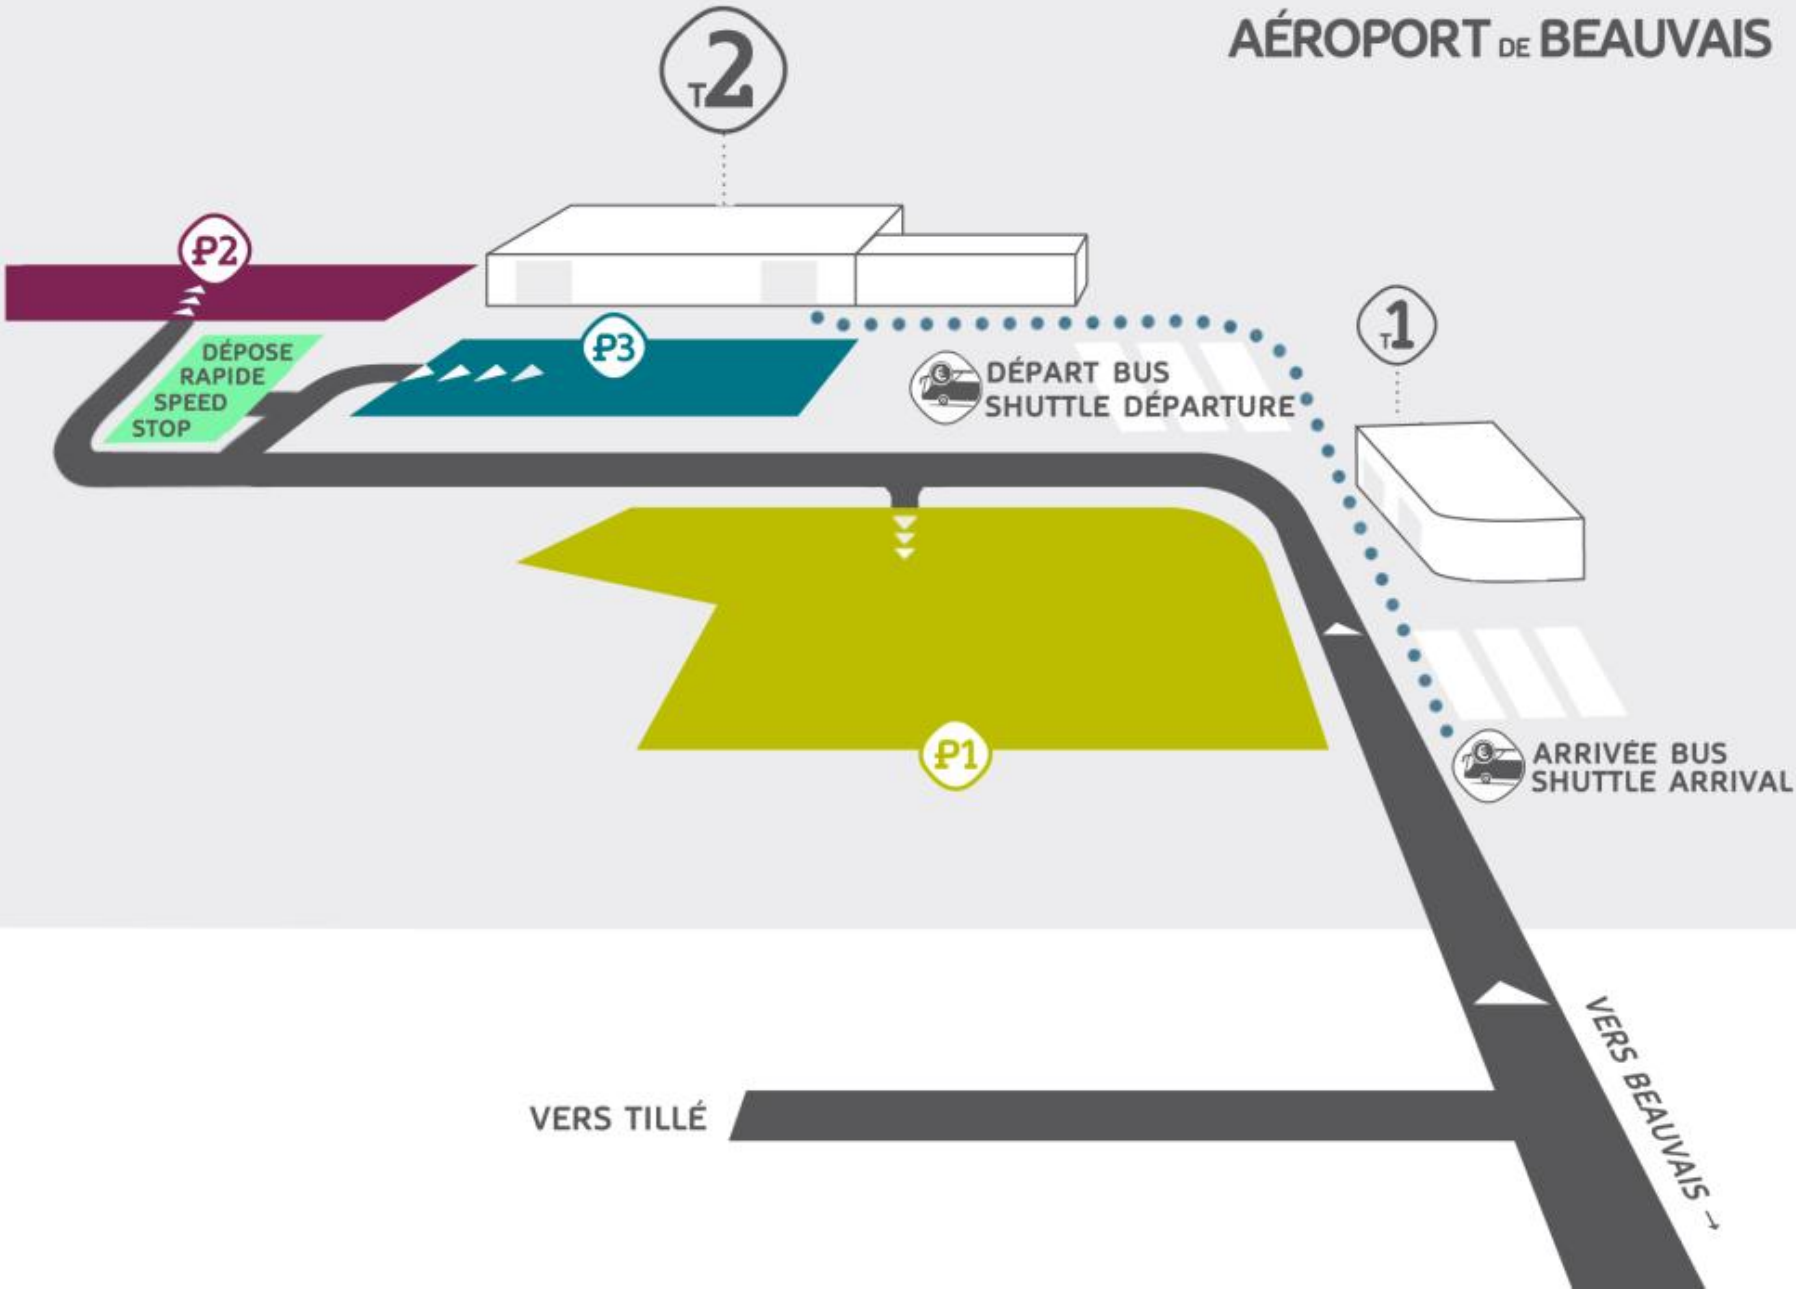 AÉROPORT DE BEAUVAIS
T2
P2
T1
P3
DÉPOSE
RAPIDE
SPEED
STOP
DÉPART BUS
SHUTTLE DÉPARTURE
P1
ARRIVÉE BUS
SHUTTLE ARRIVAL
VERS BEAUVAIS →
VERS TILLÉ